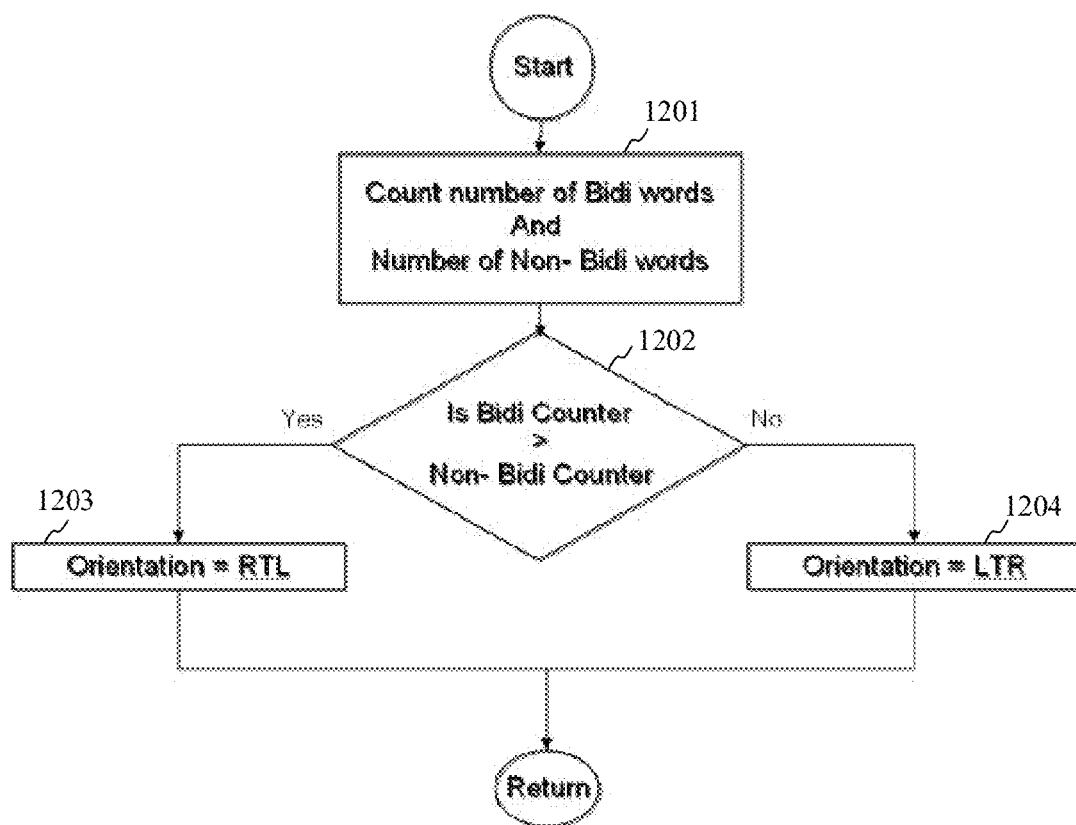 Start
1201
Count number of Bidi words
And
Number of Non- Bidi words
1202
Is Bidi Counter
>
Non- Bidi Counter
Yes
No
1203
Orientation = RTL
1204
Orientation = LTR
Return